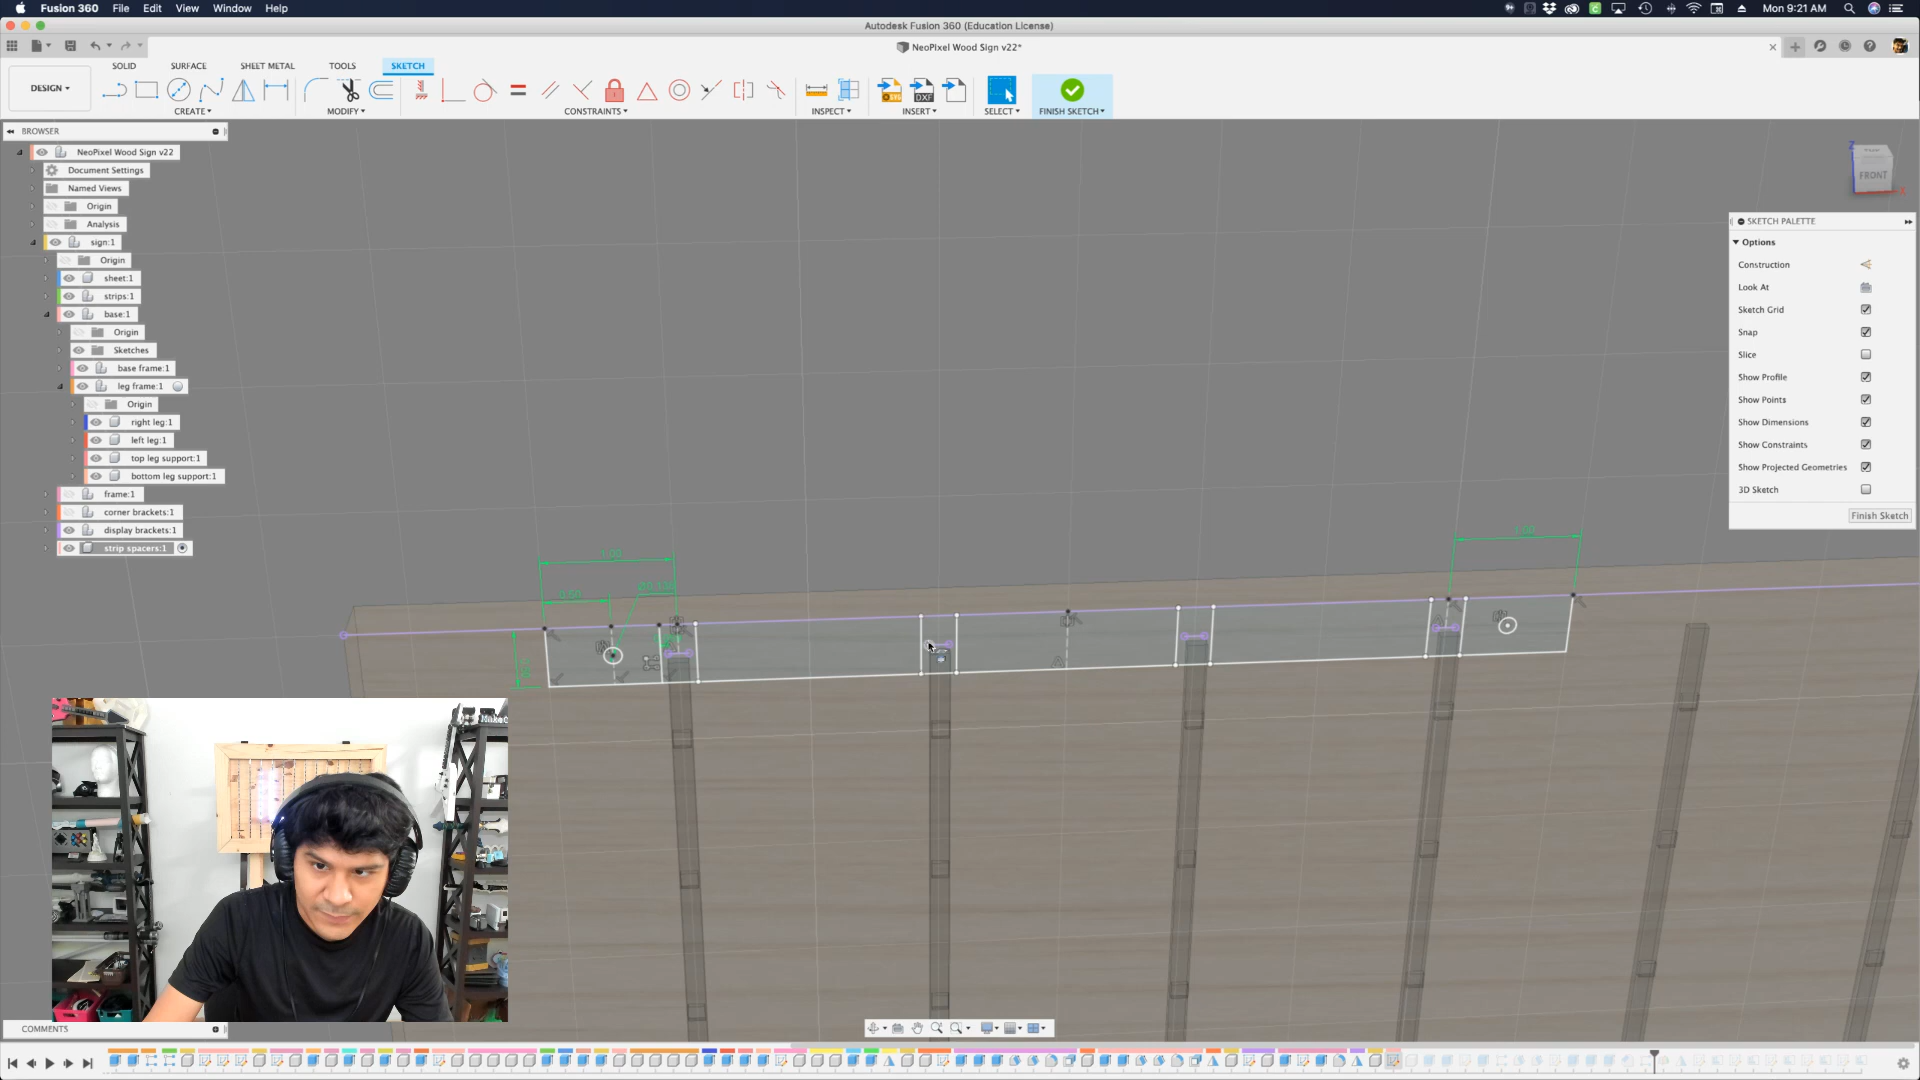 Fusion 360 File Edit View Window Help
Mon 9:21 AM
Autodesk Fusion 360 (Education License)
NeoPixel Wood Sign v22*
SOLID SURFACE SHEET METAL TOOLS SKETCH
DESIGN
CREATE MODIFY CONSTRAINTS INSPECT INSERT SELECT FINISH SKETCH
DXF
BROWSER
NeoPixel Wood Sign v22
Document Settings
Named Views
Origin
Analysis
sign:1
Origin
sheet:1
strips:1
base:1
Origin
Sketches
base frame:1
leg frame:1
Origin
right leg:1
left leg:1
top leg support:1
bottom leg support:1
frame:1
corner brackets:1
display brackets:1
strip spacers:1
Z
FRONT
X
SKETCH PALETTE
Options
Construction
Look At
Sketch Grid
Snap
Slice
Show Profile
Show Points
Show Dimensions
Show Constraints
Show Projected Geometries
3D Sketch
Finish Sketch
1.00
1.00
COMMENTS